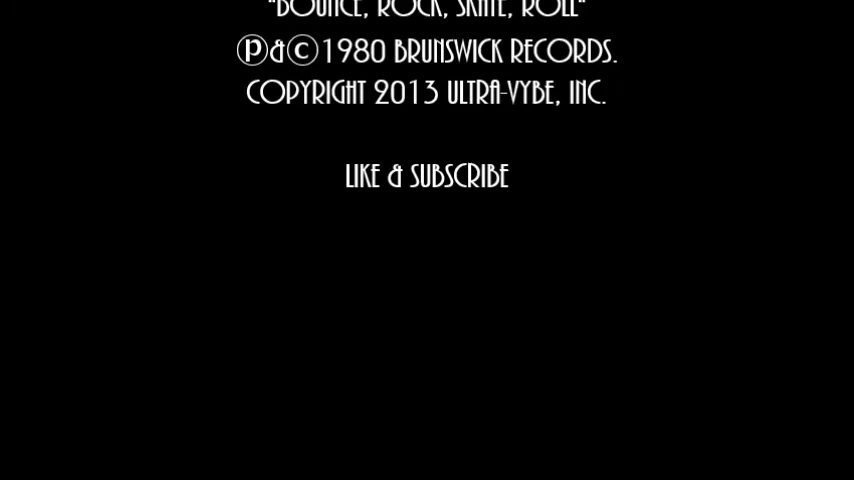 "BOUNCE, ROCK, SKATE, ROLL"
Ⓟ&©1980 BRUNSWICK RECORDS.
COPYRIGHT 2013 ULTRA-VYBE, INC.
LIKE & SUBSCRIBE